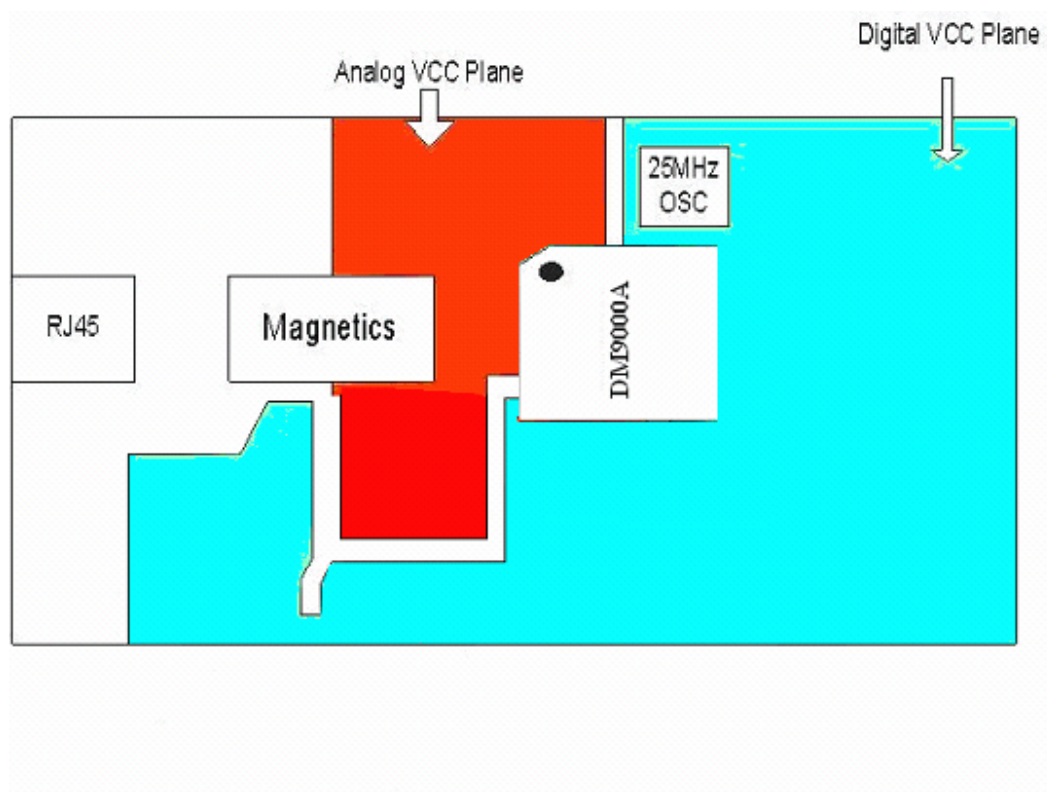 Digital VCC Plane
Analog VCC Plane
25MHz
OSC
RJ45
Magnetics
DM9000A